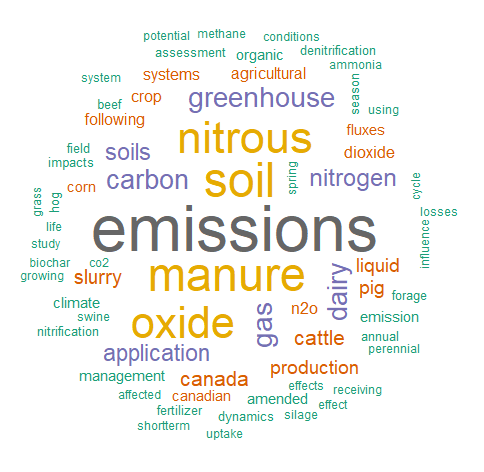 potential methane conditions
assessment organic denitrification
ammonia
system systems agricultural season
beef crop greenhouse using
following nitrous fluxes
field soils dioxide
impacts carbon soil spring nitrogen cycle
corn
grass hog losses
life emissions influence
study
biochar co2 manure liquid
growing slurry pig forage
climate oxide gas dairy n2o emission
swine
nitrification cattle annual
application perennial
management canada production
affected canadian amended effects receiving
fertilizer dynamics silage effect
shortterm uptake